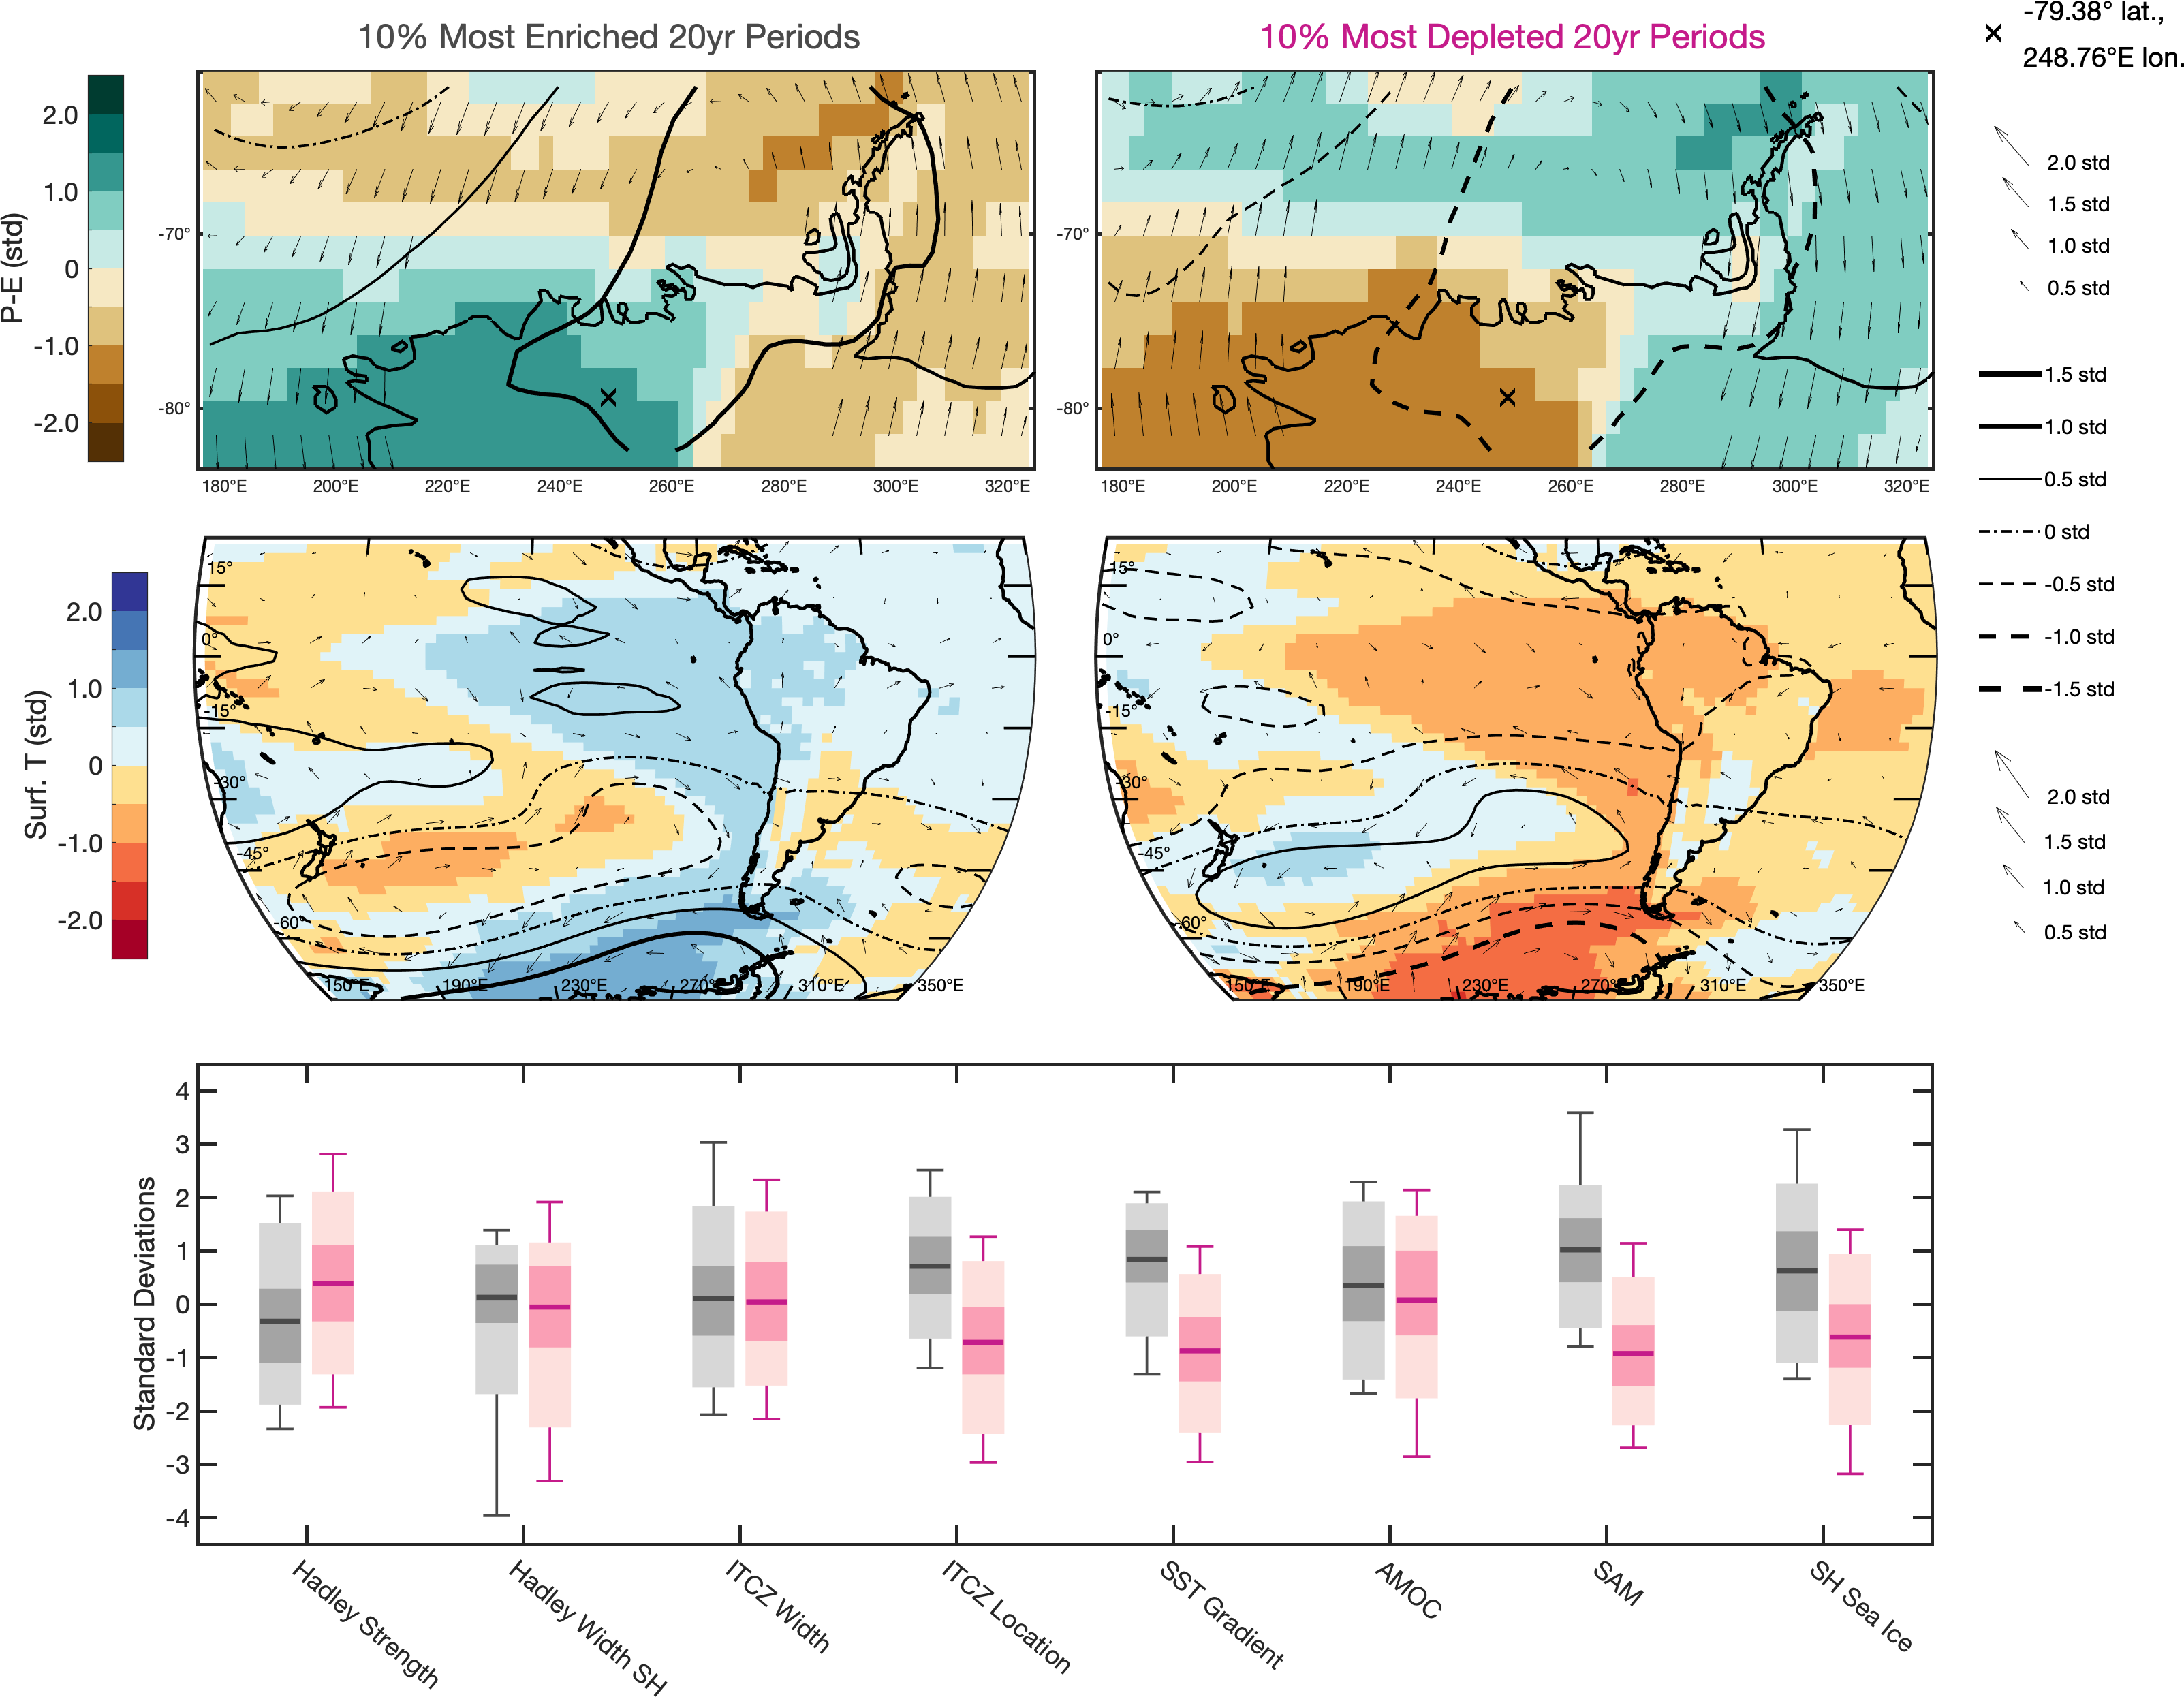 10% Most Enriched 20yr Periods
10% Most Depleted 20yr Periods
-79.38° lat.,
248.76°E lon.
P-E (std)
2.0
1.0
0
-1.0
-2.0
-70°
-80°
180°E
200°E
220°E
240°E
260°E
280°E
300°E
320°E
-70°
-80°
180°E
200°E
220°E
240°E
260°E
280°E
300°E
320°E
2.0 std
1.5 std
1.0 std
0.5 std
1.5 std
1.0 std
0.5 std
0 std
-0.5 std
-1.0 std
-1.5 std
Surf. T (std)
2.0
1.0
0
-1.0
-2.0
15°
0°
-15°
-30°
-45°
-60°
150°E
190°E
230°E
270°E
310°E
350°E
15°
0°
-15°
-30°
-45°
-60°
150°E
190°E
230°E
270°E
310°E
350°E
2.0 std
1.5 std
1.0 std
0.5 std
Standard Deviations
4
3
2
1
0
-1
-2
-3
-4
Hadley Strength
Hadley Width SH
ITCZ Width
ITCZ Location
SST Gradient
AMOC
SAM
SH Sea Ice